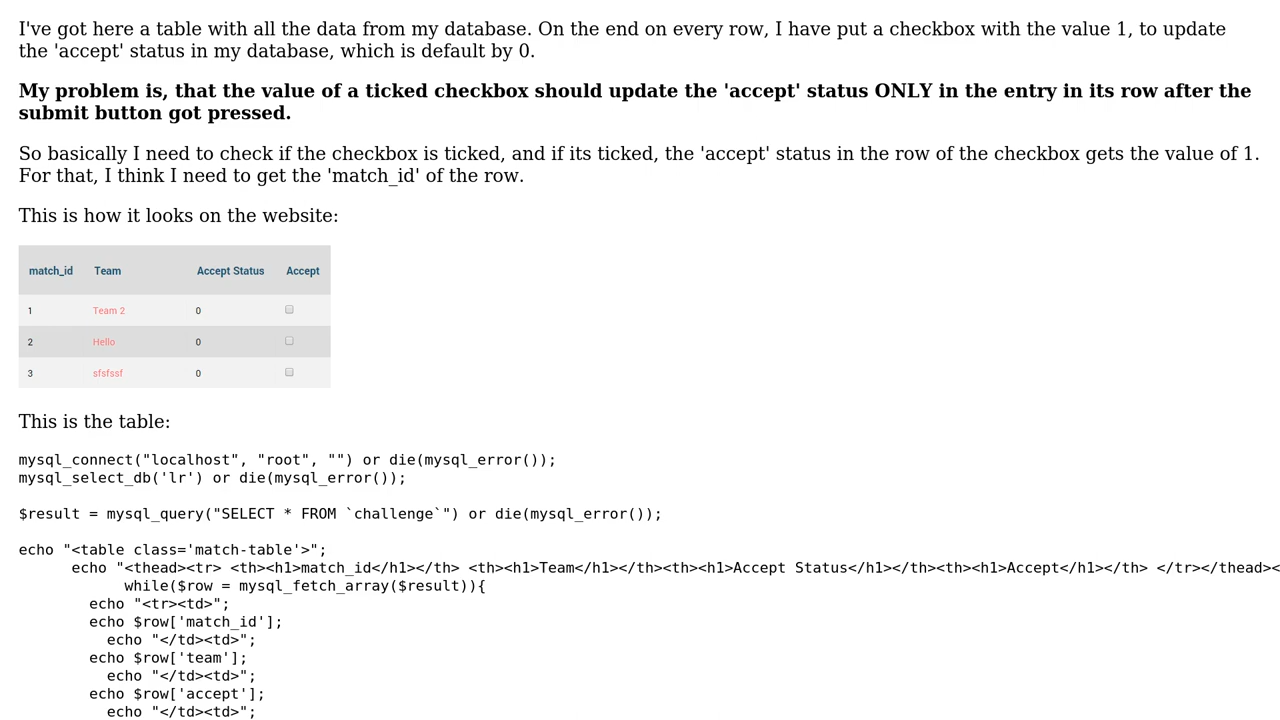 I've got here a table with all the data from my database. On the end on every row, I have put a checkbox with the value 1, to update
the 'accept' status in my database, which is default by 0.
My problem is, that the value of a ticked checkbox should update the 'accept' status ONLY in the entry in its row after the
submit button got pressed.
So basically I need to check if the checkbox is ticked, and if its ticked, the 'accept' status in the row of the checkbox gets the value of 1.
For that, I think I need to get the 'match_id' of the row.
This is how it looks on the website:
match_id Team Accept Status Accept
1 Team 2 0
2 Hello 0
3 sfsfssf 0
This is the table:
mysql_connect("localhost", "root", "") or die(mysql_error());
mysql_select_db('lr') or die(mysql_error());
$result = mysql_query("SELECT * FROM `challenge`") or die(mysql_error());
echo "<table class='match-table'>";
echo "<thead><tr> <th><h1>match_id</h1></th> <th><h1>Team</h1></th><th><h1>Accept Status</h1></th><th><h1>Accept</h1></th> </tr></thead><
while($row = mysql_fetch_array($result)){
echo "<tr><td>";
echo $row['match_id'];
echo "</td><td>";
echo $row['team'];
echo "</td><td>";
echo $row['accept'];
echo "</td><td>";